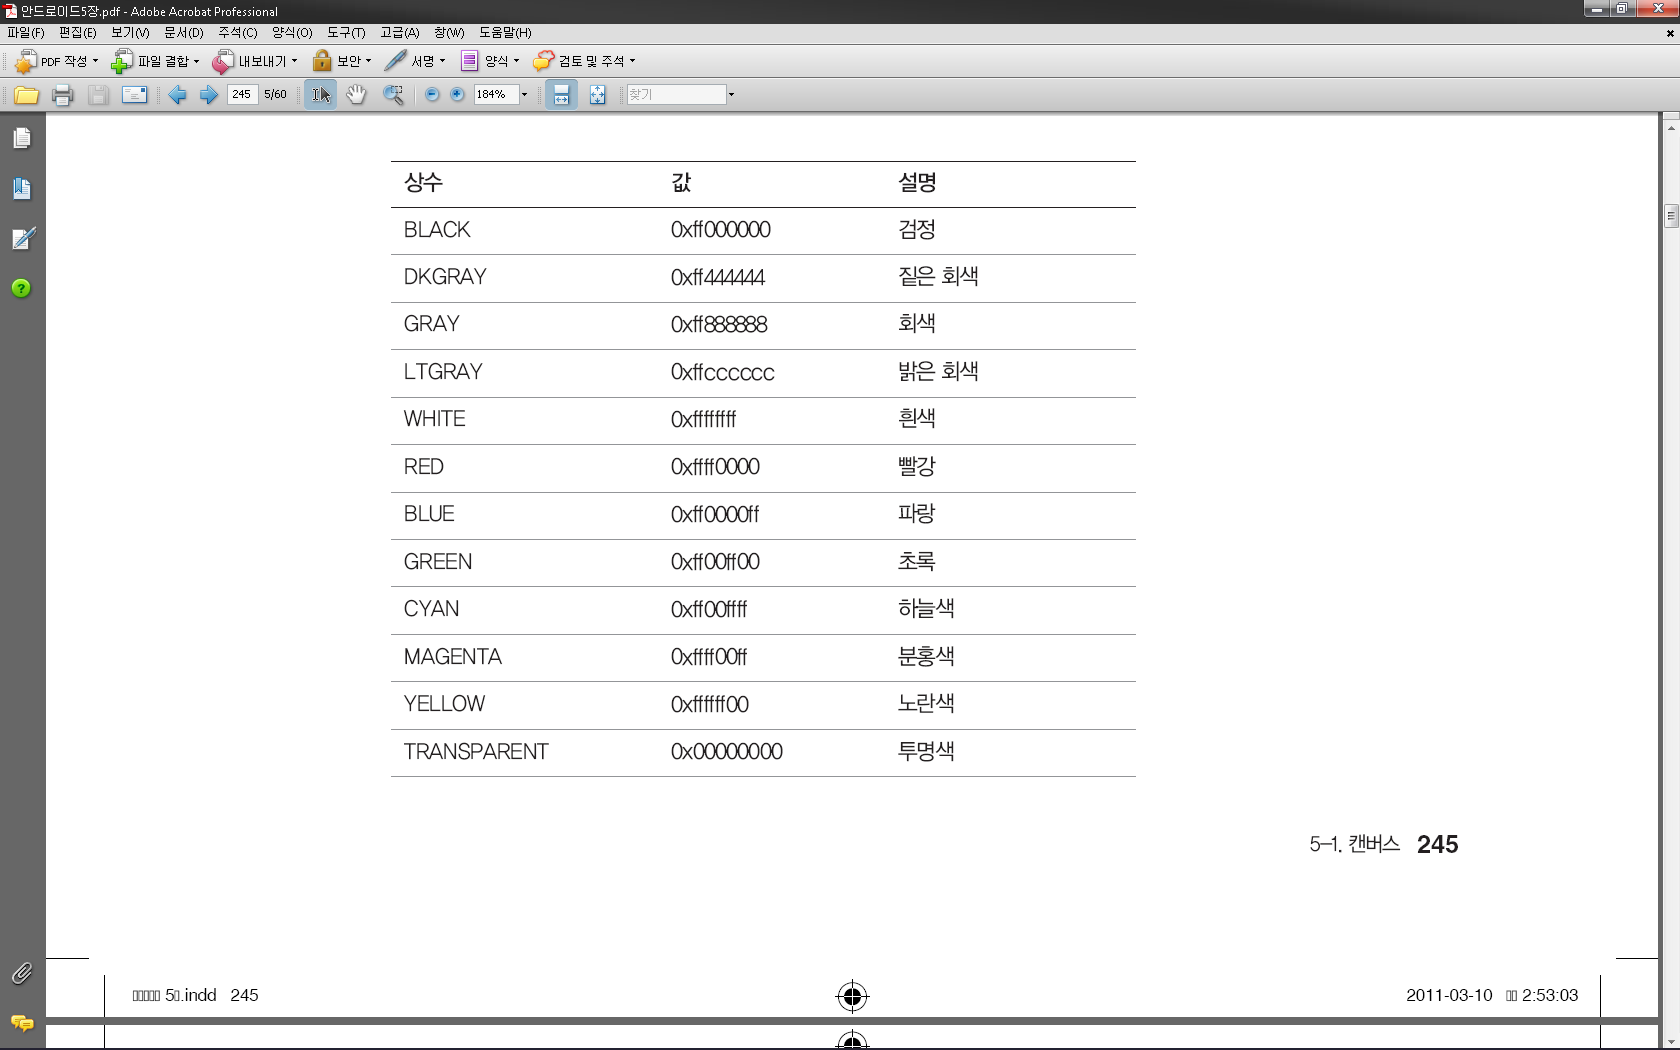 안드로이드5장.pdf - Adobe Acrobat Professional
파일(F) 편집(E) 보기(V) 문서(D) 주석(C) 양식(O) 도구(T) 고급(A) 창(W) 도움말(H)
PDF 작성 파일 결합 내보내기 보안 서명 양식 검토 및 주석
245 5/60 184% 찾기
상수 값 설명
BLACK 0xff000000 검정
DKGRAY 0xff444444 짙은 회색
GRAY 0xff888888 회색
LTGRAY 0xffcccccc 밝은 회색
WHITE 0xffffffff 흰색
RED 0xffff0000 빨강
BLUE 0xff0000ff 파랑
GREEN 0xff00ff00 초록
CYAN 0xff00ffff 하늘색
MAGENTA 0xffff00ff 분홍색
YELLOW 0xffffff00 노란색
TRANSPARENT 0x00000000 투명색
5-1. 캔버스 245
5.indd 245 2011-03-10 2:53:03